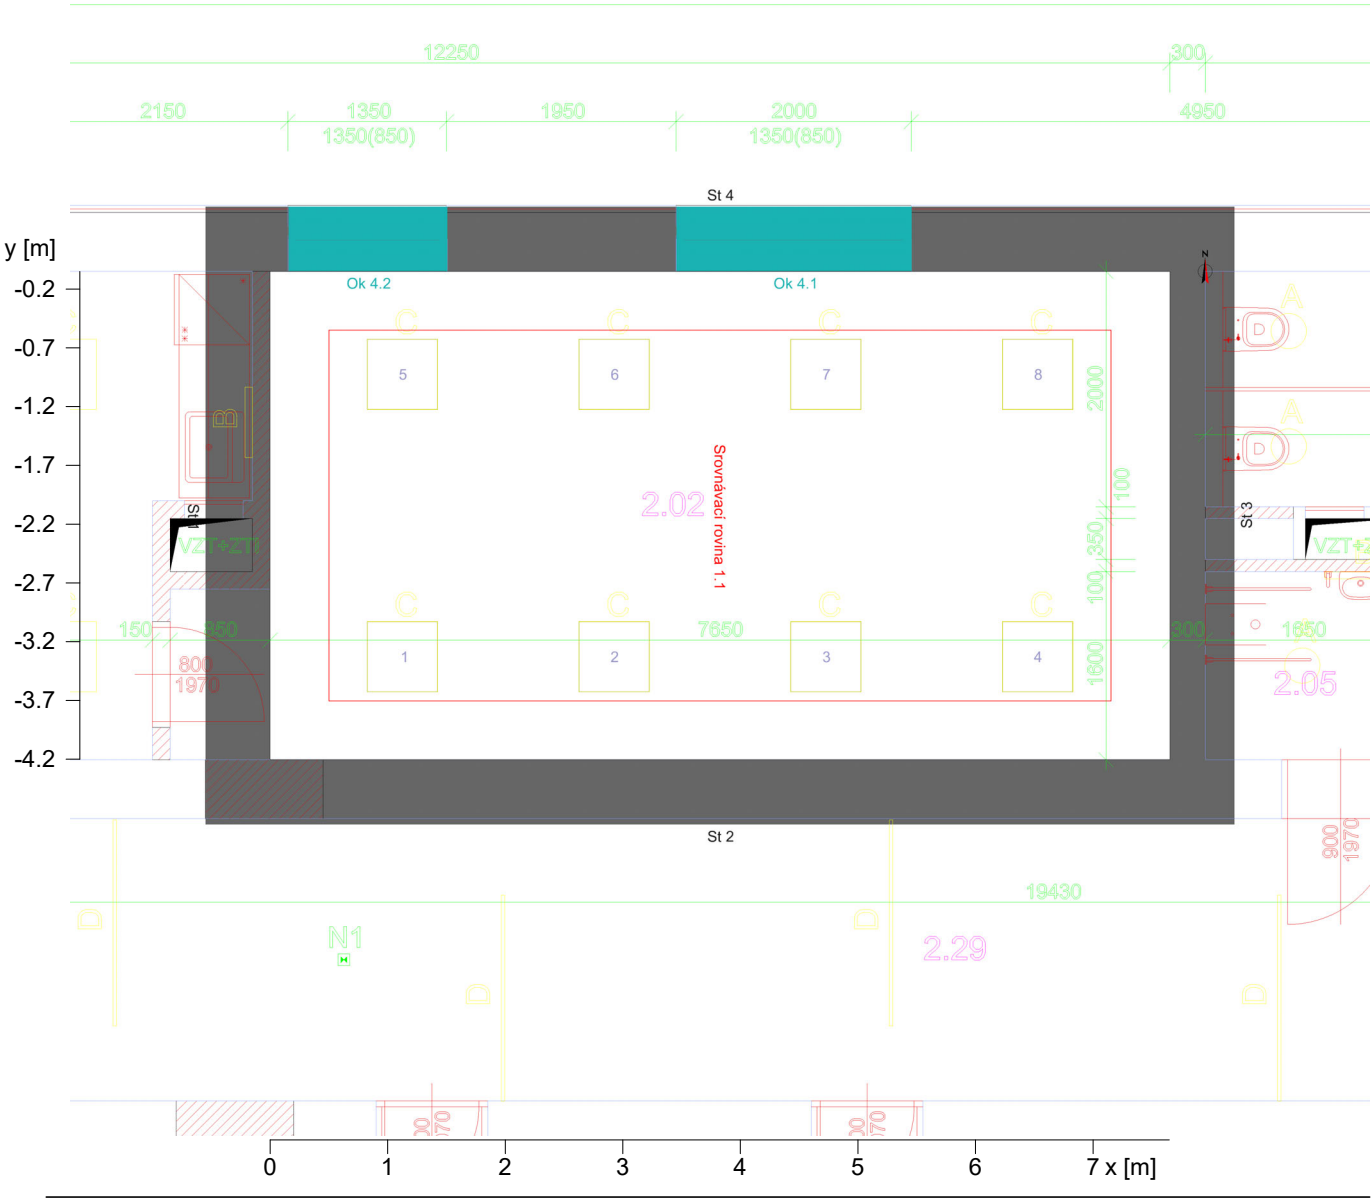 12250
300
2150
1350
1950
2000
4950
1350(850)
1350(850)
St 4
y [m]
Ok 4.2
Ok 4.1
N
-0.2
-0.7
-1.2
-1.7
-2.2
-2.7
-3.2
-3.7
-4.2
C
C
C
C
A
5
6
7
8
B
2000
A
D
D
Srovnávací rovina 1.1
2.02
100
St 3
VZT+ZTI
350
VZT+Z
C
C
C
C
100
150
850
7650
300
1650
1
2
3
4
800
1970
1600
2.05
St 2
900
1970
19430
D
N1
D
2.29
D
D
0
1
2
3
4
5
6
7
x [m]